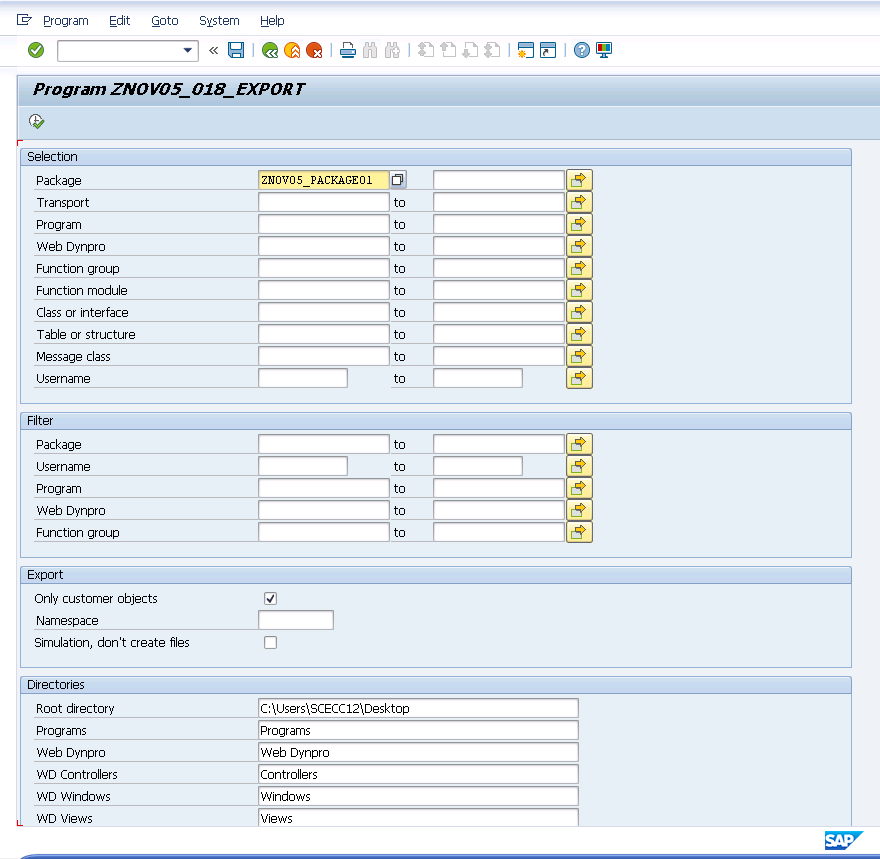 Program Edit Goto System Help
Program ZNOV05_018_EXPORT
Selection
Package ZNOV05_PACKAGE01
Transport to
Program to
Web Dynpro to
Function group to
Function module to
Class or interface to
Table or structure to
Message class to
Username to
Filter
Package to
Username to
Program to
Web Dynpro to
Function group to
Export
Only customer objects
Namespace
Simulation, don't create files
Directories
Root directory C:\Users\SCECC12\Desktop
Programs Programs
Web Dynpro Web Dynpro
WD Controllers Controllers
WD Windows Windows
WD Views Views
SAP